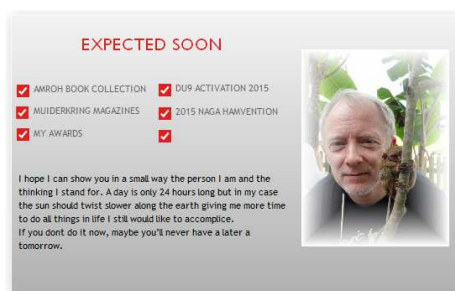 EXPECTED SOON
AMROH BOOK COLLECTION
DU9 ACTIVATION 2015
MUIDERKRING MAGAZINES
2015 NAGA HAMVENTION
MY AWARDS
I hope I can show you in a small way the person I am and the
thinking I stand for. A day is only 24 hours long but in my case
the sun should twist slower along the earth giving me more time
to do all things in life I still would like to accomplice.
If you dont do it now, maybe you'll never have a later a
tomorrow.